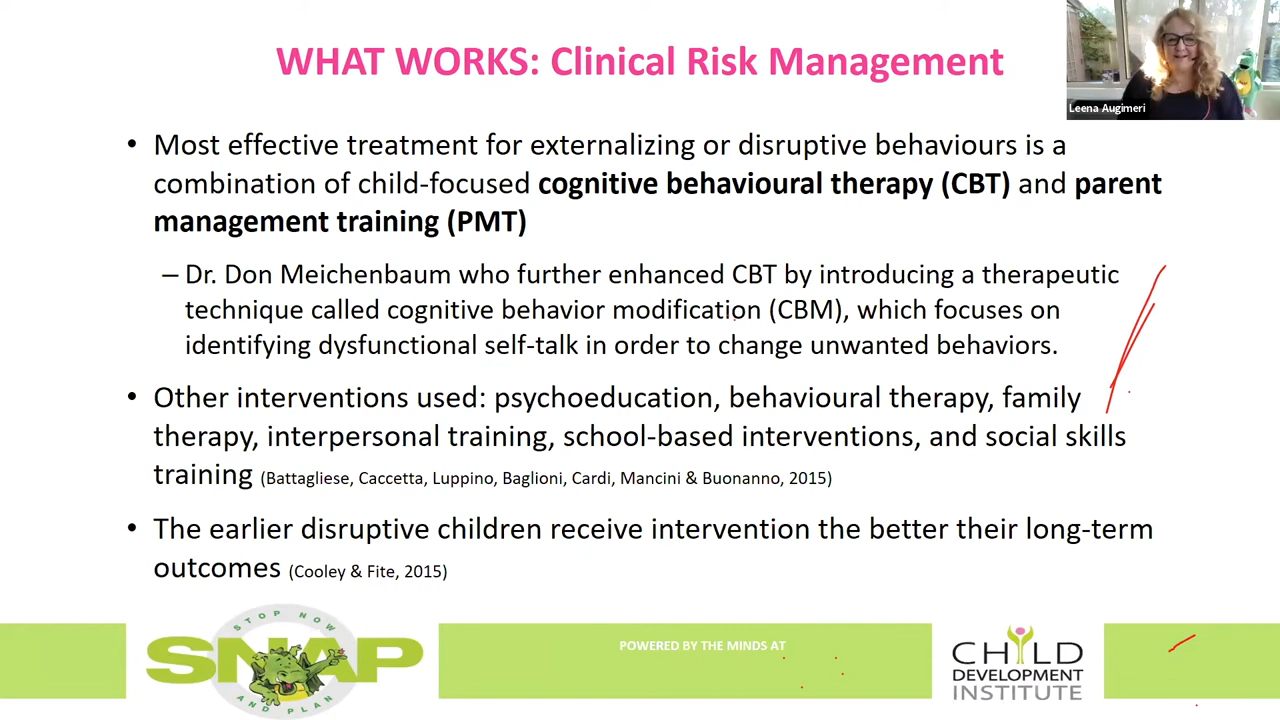 WHAT WORKS: Clinical Risk Management
Leena Augimeri
• Most effective treatment for externalizing or disruptive behaviours is a
combination of child-focused cognitive behavioural therapy (CBT) and parent
management training (PMT)
– Dr. Don Meichenbaum who further enhanced CBT by introducing a therapeutic
technique called cognitive behavior modification (CBM), which focuses on
identifying dysfunctional self-talk in order to change unwanted behaviors.
• Other interventions used: psychoeducation, behavioural therapy, family
therapy, interpersonal training, school-based interventions, and social skills
training (Battagliese, Caccetta, Luppino, Baglioni, Cardi, Mancini & Buonanno, 2015)
• The earlier disruptive children receive intervention the better their long-term
outcomes (Cooley & Fite, 2015)
STOP NOW
SNAP
AND PLAN
POWERED BY THE MINDS AT
CHILD
DEVELOPMENT
INSTITUTE